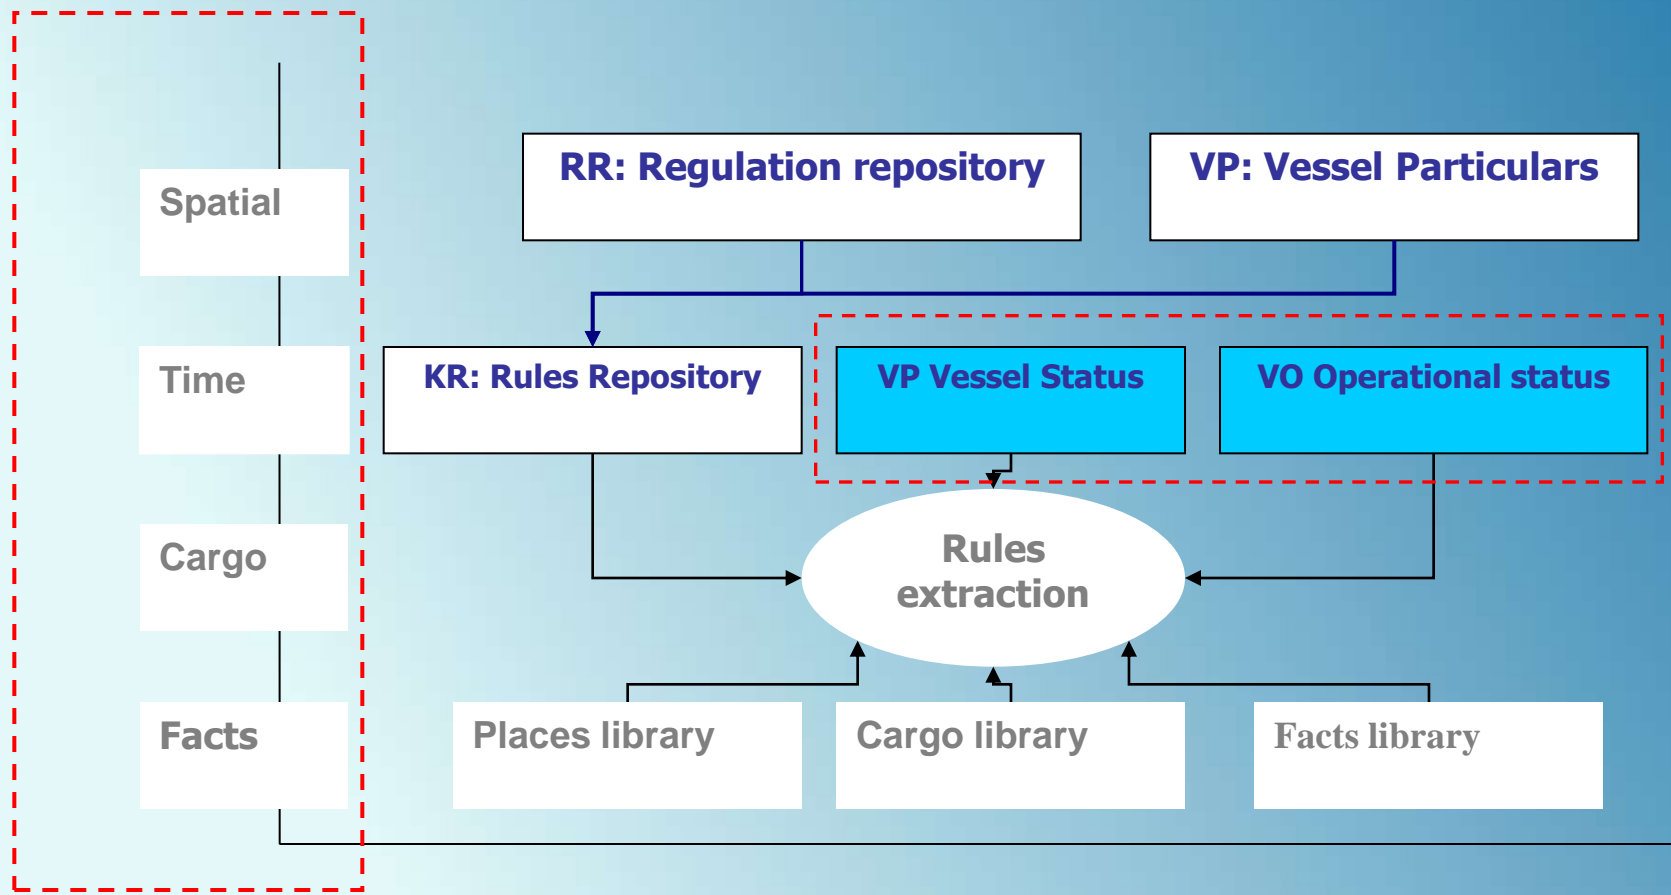 RR: Regulation repository
VP: Vessel Particulars
Spatial
Time
KR: Rules Repository
VP Vessel Status
VO Operational status
Cargo
Rules
extraction
Facts
Places library
Cargo library
Facts library